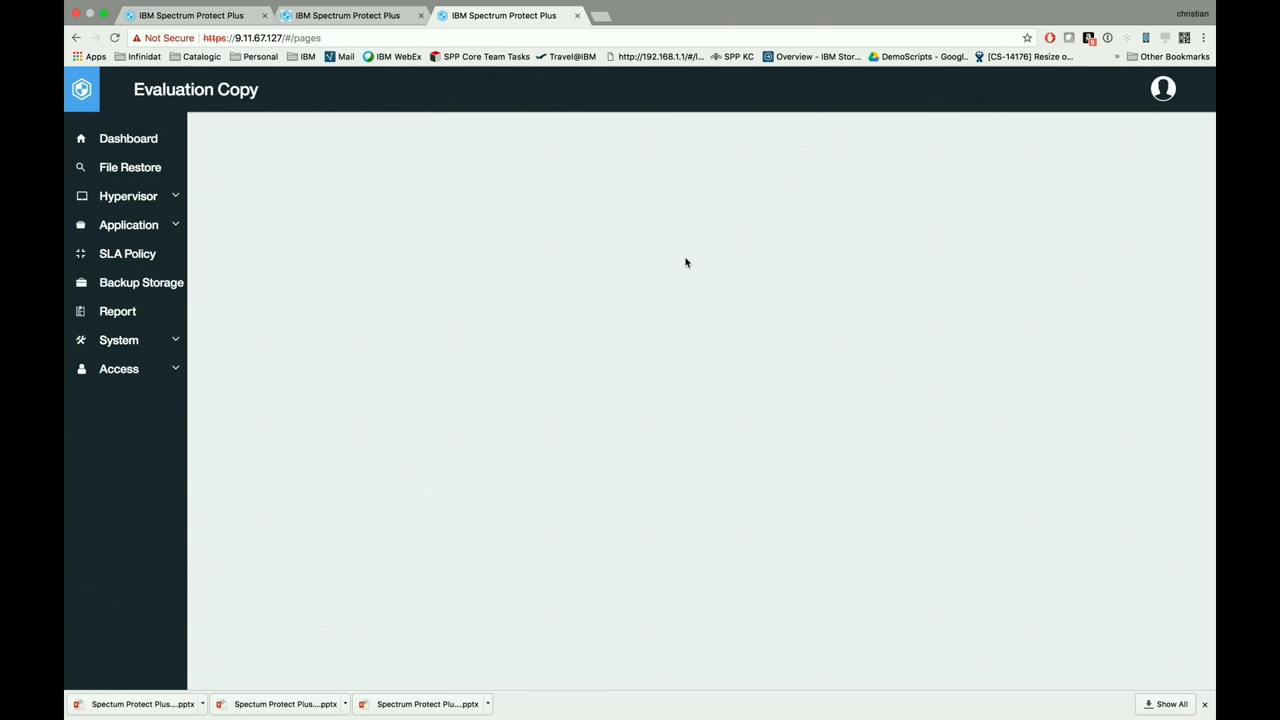 IBM Spectrum Protect Plus
IBM Spectrum Protect Plus
IBM Spectrum Protect Plus
christian
Not Secure
https://9.11.67.127/#/pages
Apps
Infinidat
Catalogic
Personal
IBM
Mail
IBM WebEx
SPP Core Team Tasks
Travel@IBM
http://192.168.1.1/#/l...
SPP KC
Overview - IBM Stor...
DemoScripts - Googl..
[CS-14176] Resize o...
»
Other Bookmarks
Evaluation Copy
Dashboard
File Restore
Hypervisor
Application
SLA Policy
Backup Storage
Report
System
Access
Spectum Protect Plus....pptx
Spectum Protect Plus....pptx
Spectrum Protect Plu....pptx
Show All